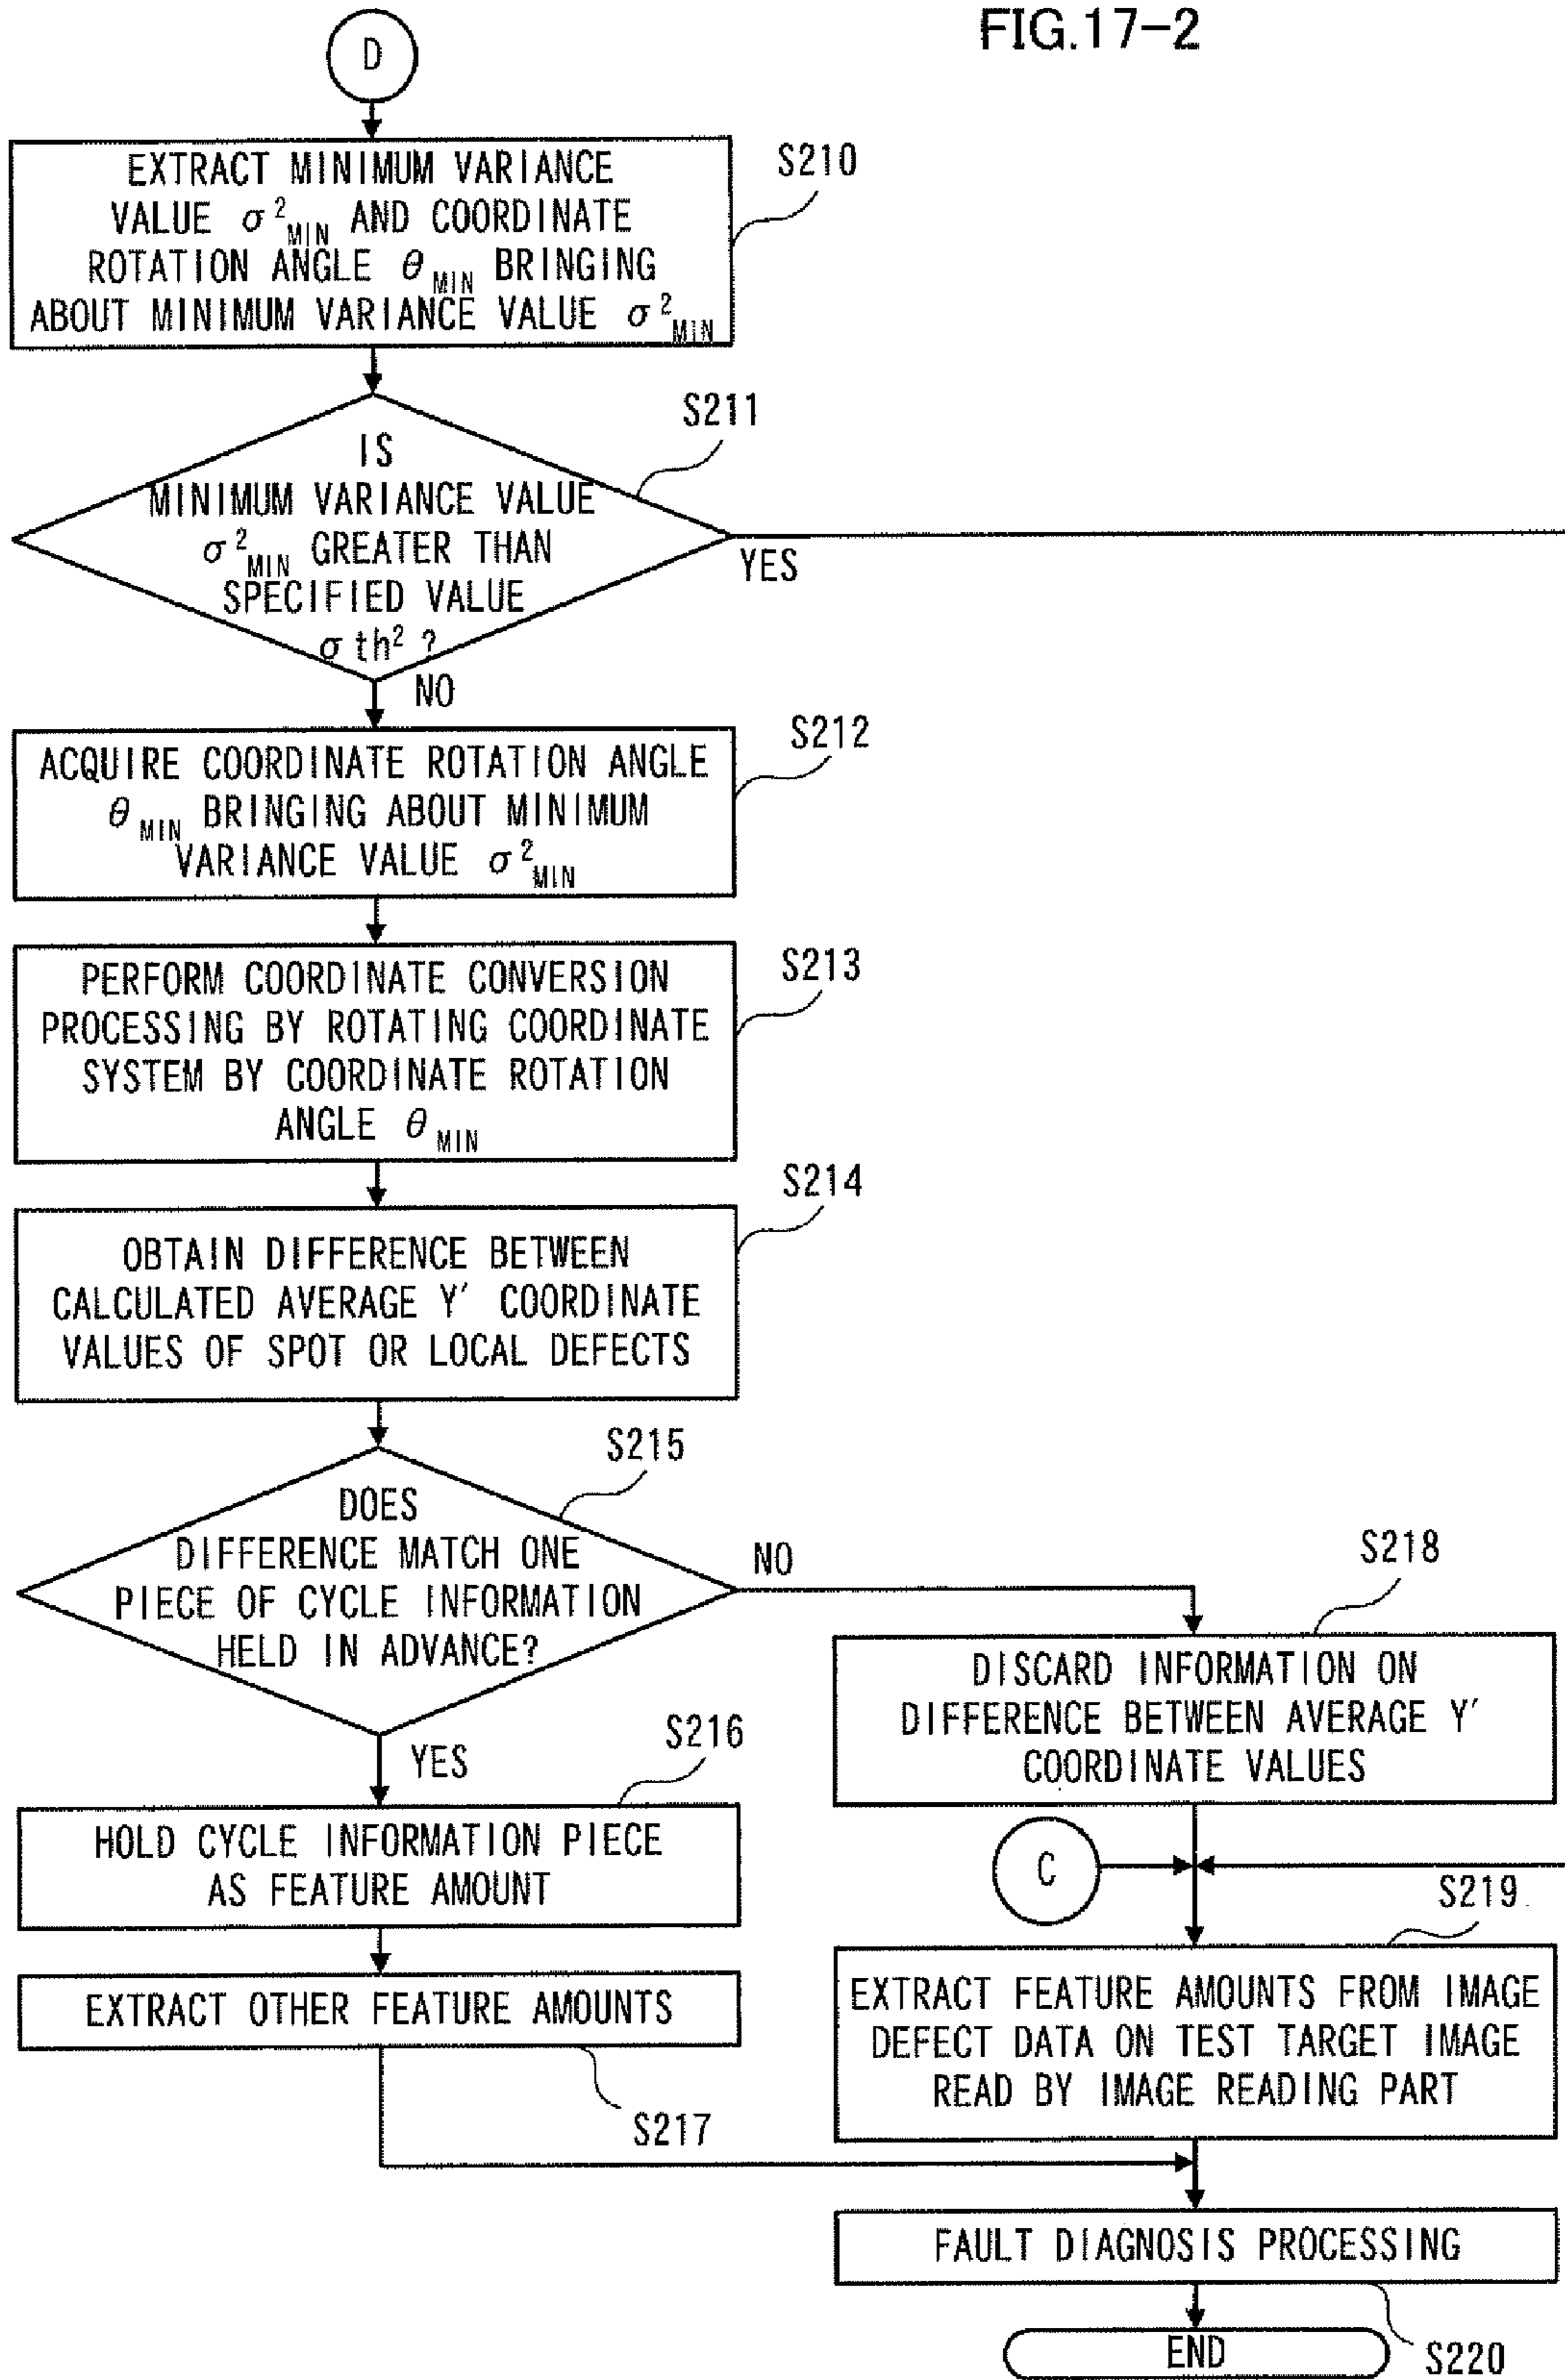 FIG.17-2
D
EXTRACT MINIMUM VARIANCE
VALUE σ²MIN AND COORDINATE
ROTATION ANGLE θMIN BRINGING
ABOUT MINIMUM VARIANCE VALUE σ²MIN
S210
IS
MINIMUM VARIANCE VALUE
σ²MIN GREATER THAN
SPECIFIED VALUE
σth²?
S211
YES
NO
ACQUIRE COORDINATE ROTATION ANGLE
θMIN BRINGING ABOUT MINIMUM
VARIANCE VALUE σ²MIN
S212
PERFORM COORDINATE CONVERSION
PROCESSING BY ROTATING COORDINATE
SYSTEM BY COORDINATE ROTATION
ANGLE θMIN
S213
OBTAIN DIFFERENCE BETWEEN
CALCULATED AVERAGE Y′ COORDINATE
VALUES OF SPOT OR LOCAL DEFECTS
S214
DOES
DIFFERENCE MATCH ONE
PIECE OF CYCLE INFORMATION
HELD IN ADVANCE?
S215
NO
YES
HOLD CYCLE INFORMATION PIECE
AS FEATURE AMOUNT
S216
EXTRACT OTHER FEATURE AMOUNTS
S217
DISCARD INFORMATION ON
DIFFERENCE BETWEEN AVERAGE Y′
COORDINATE VALUES
S218
C
EXTRACT FEATURE AMOUNTS FROM IMAGE
DEFECT DATA ON TEST TARGET IMAGE
READ BY IMAGE READING PART
S219
FAULT DIAGNOSIS PROCESSING
S220
END